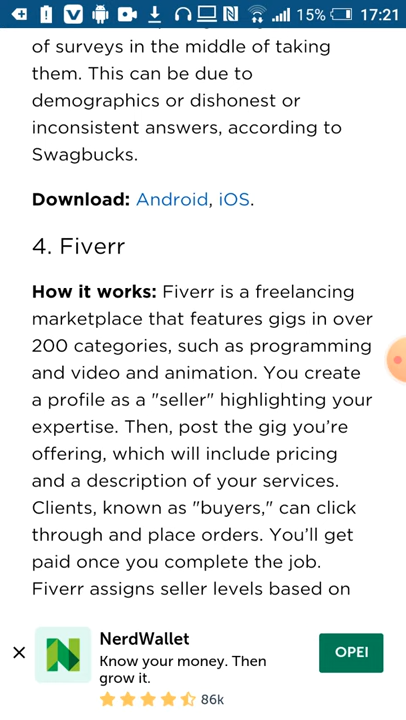 15% 17:21
of surveys in the middle of taking
them. This can be due to
demographics or dishonest or
inconsistent answers, according to
Swagbucks.
Download: Android, iOS.
4. Fiverr
How it works: Fiverr is a freelancing
marketplace that features gigs in over
200 categories, such as programming
and video and animation. You create
a profile as a "seller" highlighting your
expertise. Then, post the gig you're
offering, which will include pricing
and a description of your services.
Clients, known as "buyers," can click
through and place orders. You'll get
paid once you complete the job.
Fiverr assigns seller levels based on
NerdWallet
Know your money. Then
grow it.
86k
OPEI